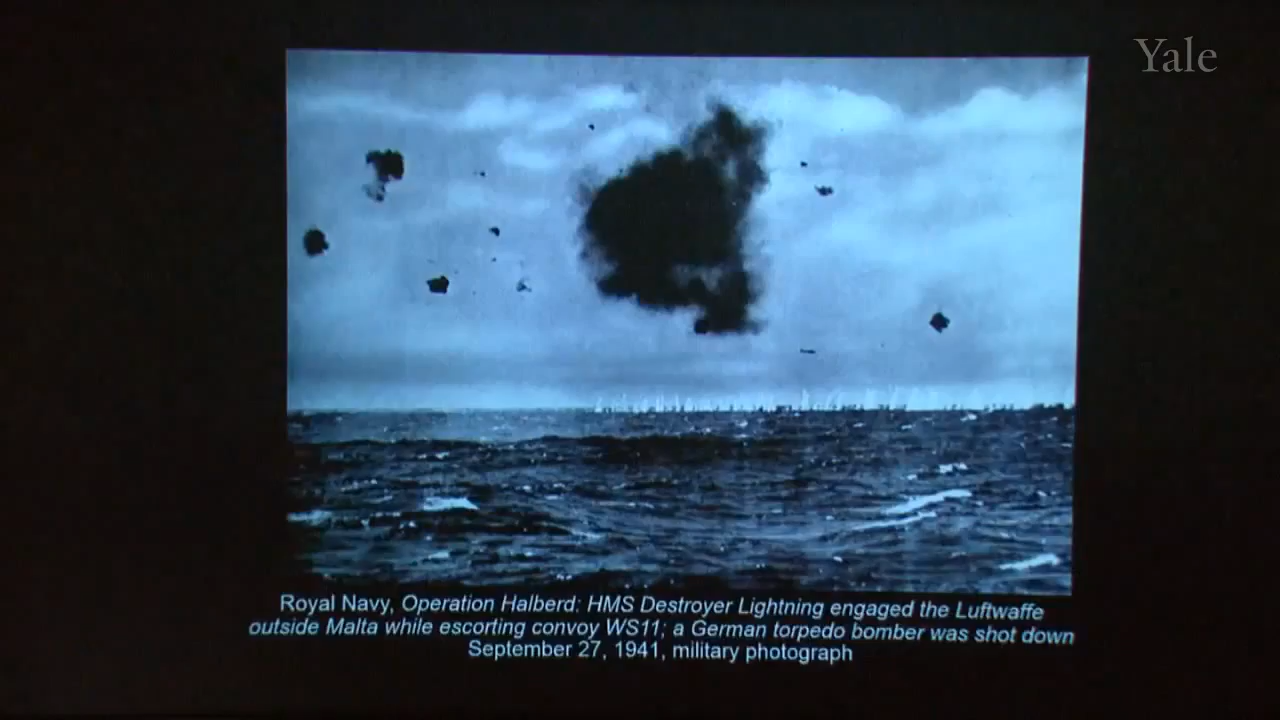 Yale
Royal Navy, Operation Halberd: HMS Destroyer Lightning engaged the Luftwaffe
outside Malta while escorting convoy WS11; a German torpedo bomber was shot down
September 27, 1941, military photograph